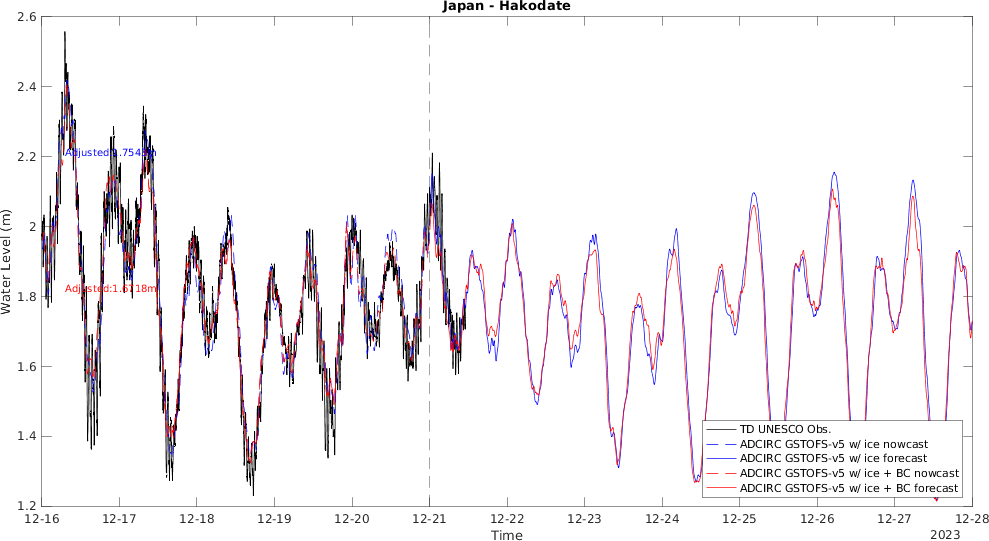 Japan - Hakodate
Water Level (m)
2.6
2.4
2.2
2
1.8
1.6
1.4
1.2
TD UNESCO Obs.
ADCIRC GSTOFS-v5 w/ ice nowcast
ADCIRC GSTOFS-v5 w/ ice forecast
ADCIRC GSTOFS-v5 w/ ice + BC nowcast
ADCIRC GSTOFS-v5 w/ ice + BC forecast
12-16 12-17 12-18 12-19 12-20 12-21 12-22 12-23 12-24 12-25 12-26 12-27 12-28
Time
2023